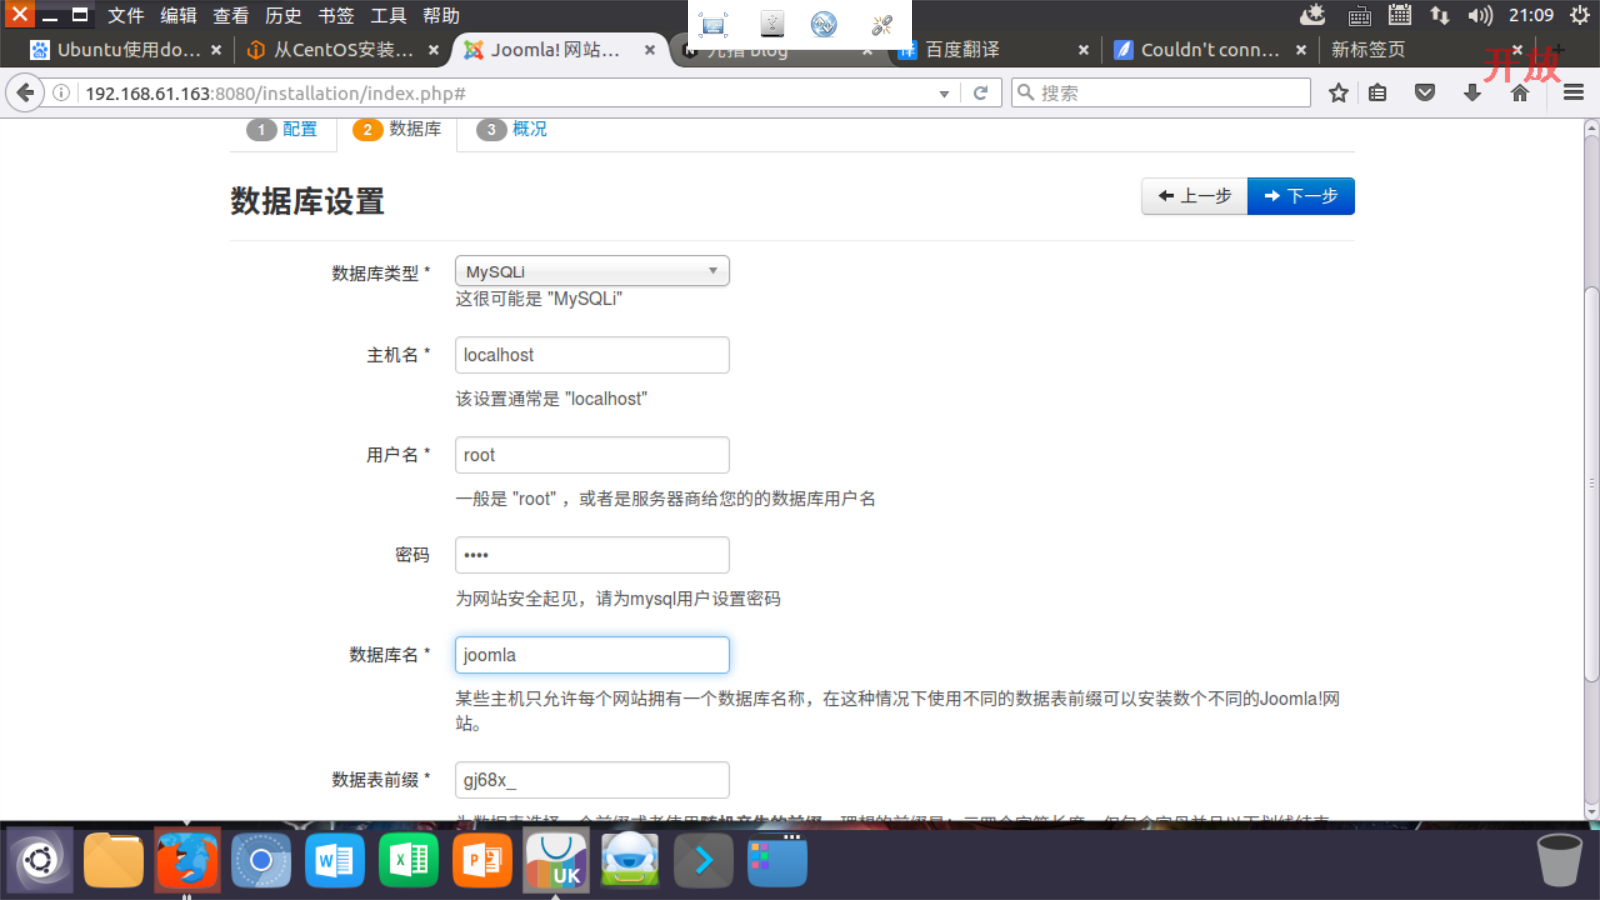 文件 编辑 查看 历史 书签 工具 帮助
21:09
Ubuntu使用do...
从CentOS安装...
Joomla! 网站...
Blog
百度翻译
Couldn't conn...
新标签页
开放
192.168.61.163:8080/installation/index.php#
搜索
1 配置
2 数据库
3 概况
数据库设置
上一步
下一步
数据库类型 *
MySQLi
这很可能是 "MySQLi"
主机名 *
localhost
该设置通常是 "localhost"
用户名 *
root
一般是 "root" ，或者是服务器商给您的的数据库用户名
密码
••••
为网站安全起见，请为mysql用户设置密码
数据库名 *
joomla
某些主机只允许每个网站拥有一个数据库名称，在这种情况下使用不同的数据表前缀可以安装数个不同的Joomla!网
站。
数据表前缀 *
gj68x_
W
X
P
UK